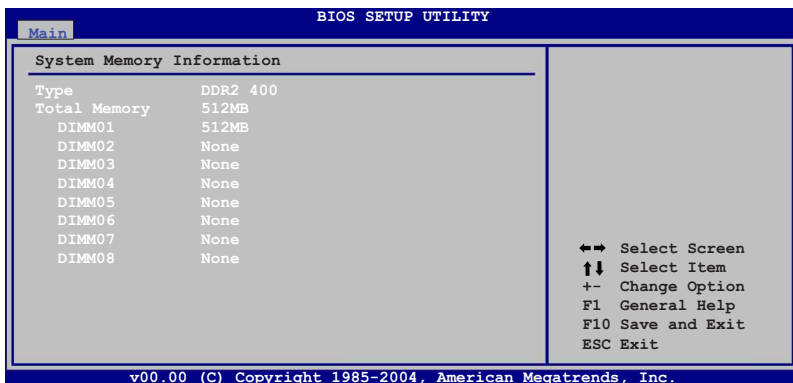 BIOS SETUP UTILITY
Main
System Memory Information
Type DDR2 400
Total Memory 512MB
DIMM01 512MB
DIMM02 None
DIMM03 None
DIMM04 None
DIMM05 None
DIMM06 None
DIMM07 None
DIMM08 None
←→ Select Screen
↑↓ Select Item
+- Change Option
F1 General Help
F10 Save and Exit
ESC Exit
v00.00 (C) Copyright 1985-2004, American Megatrends, Inc.